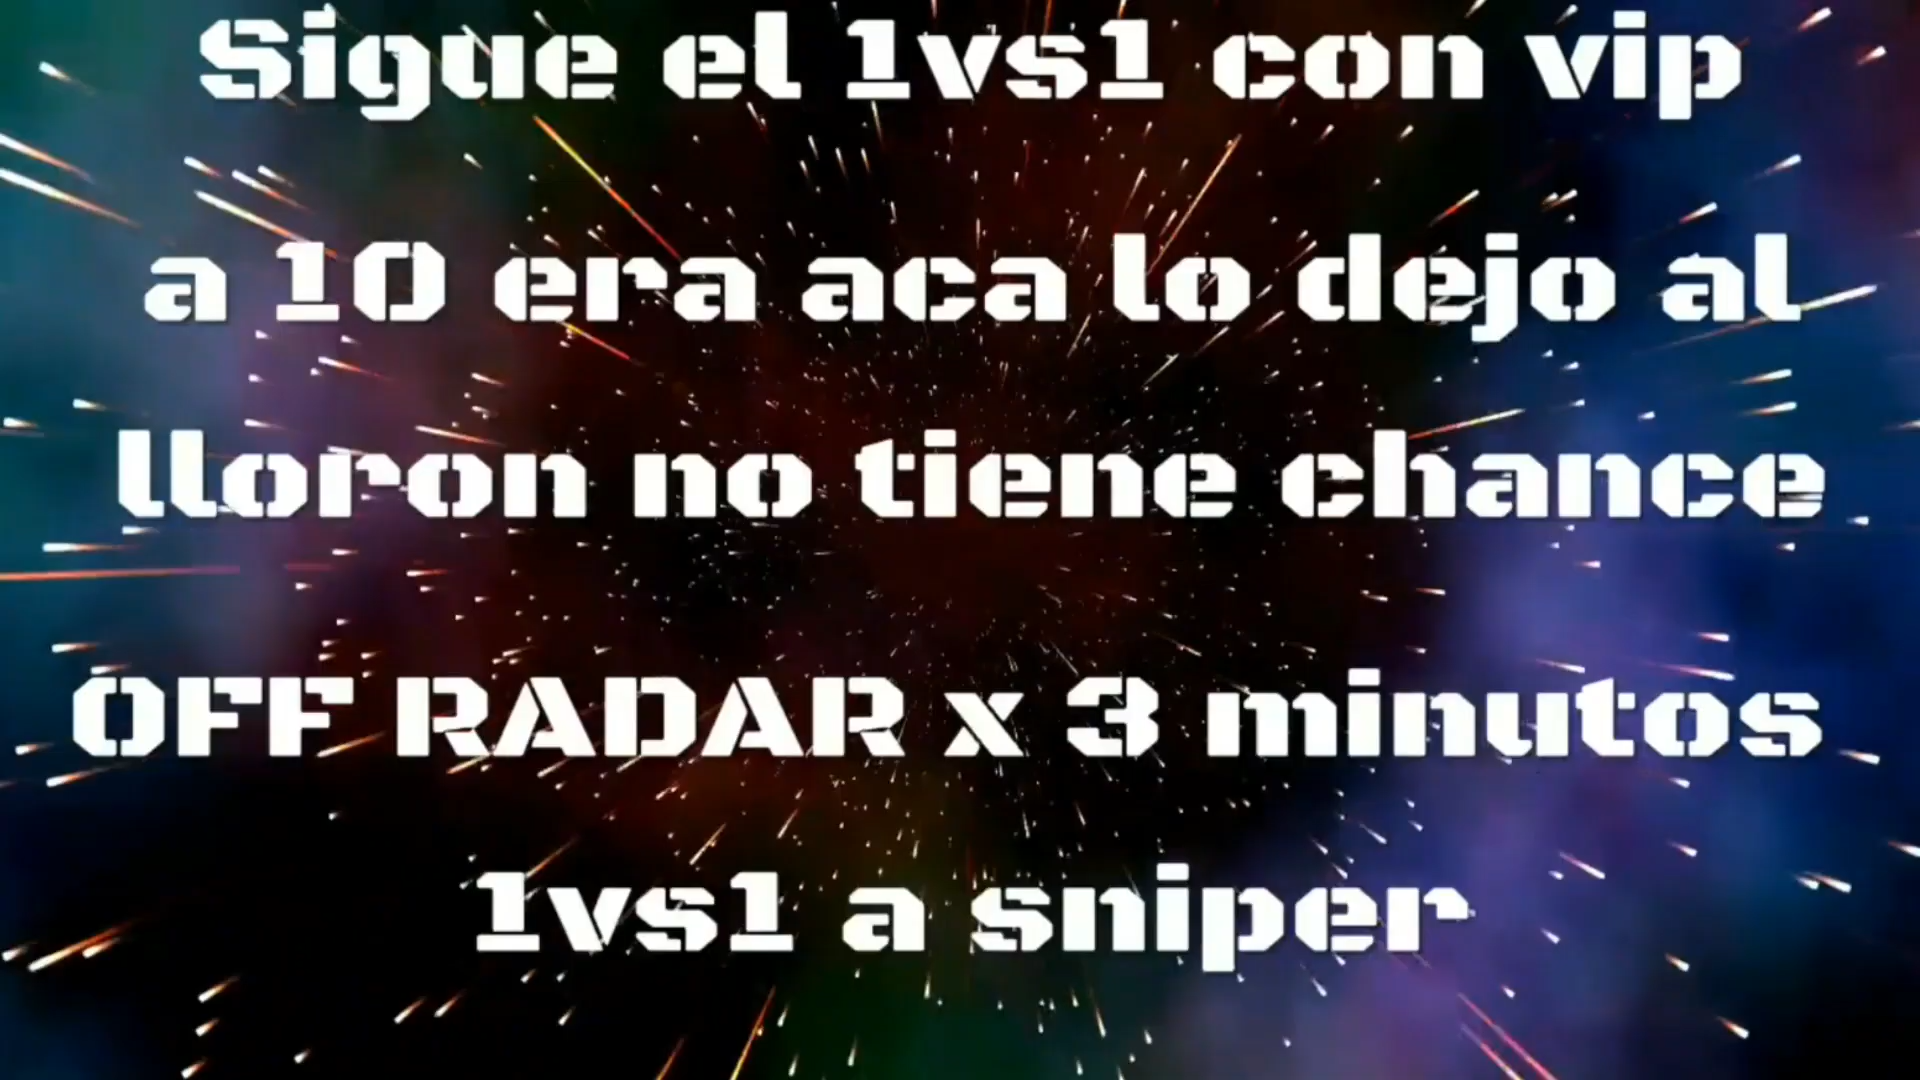 Sigue el 1vs1 con vip
a 10 era aca lo dejo al
lloron no tiene chance
OFF RADAR x 3 minutos
1vs1 a sniper